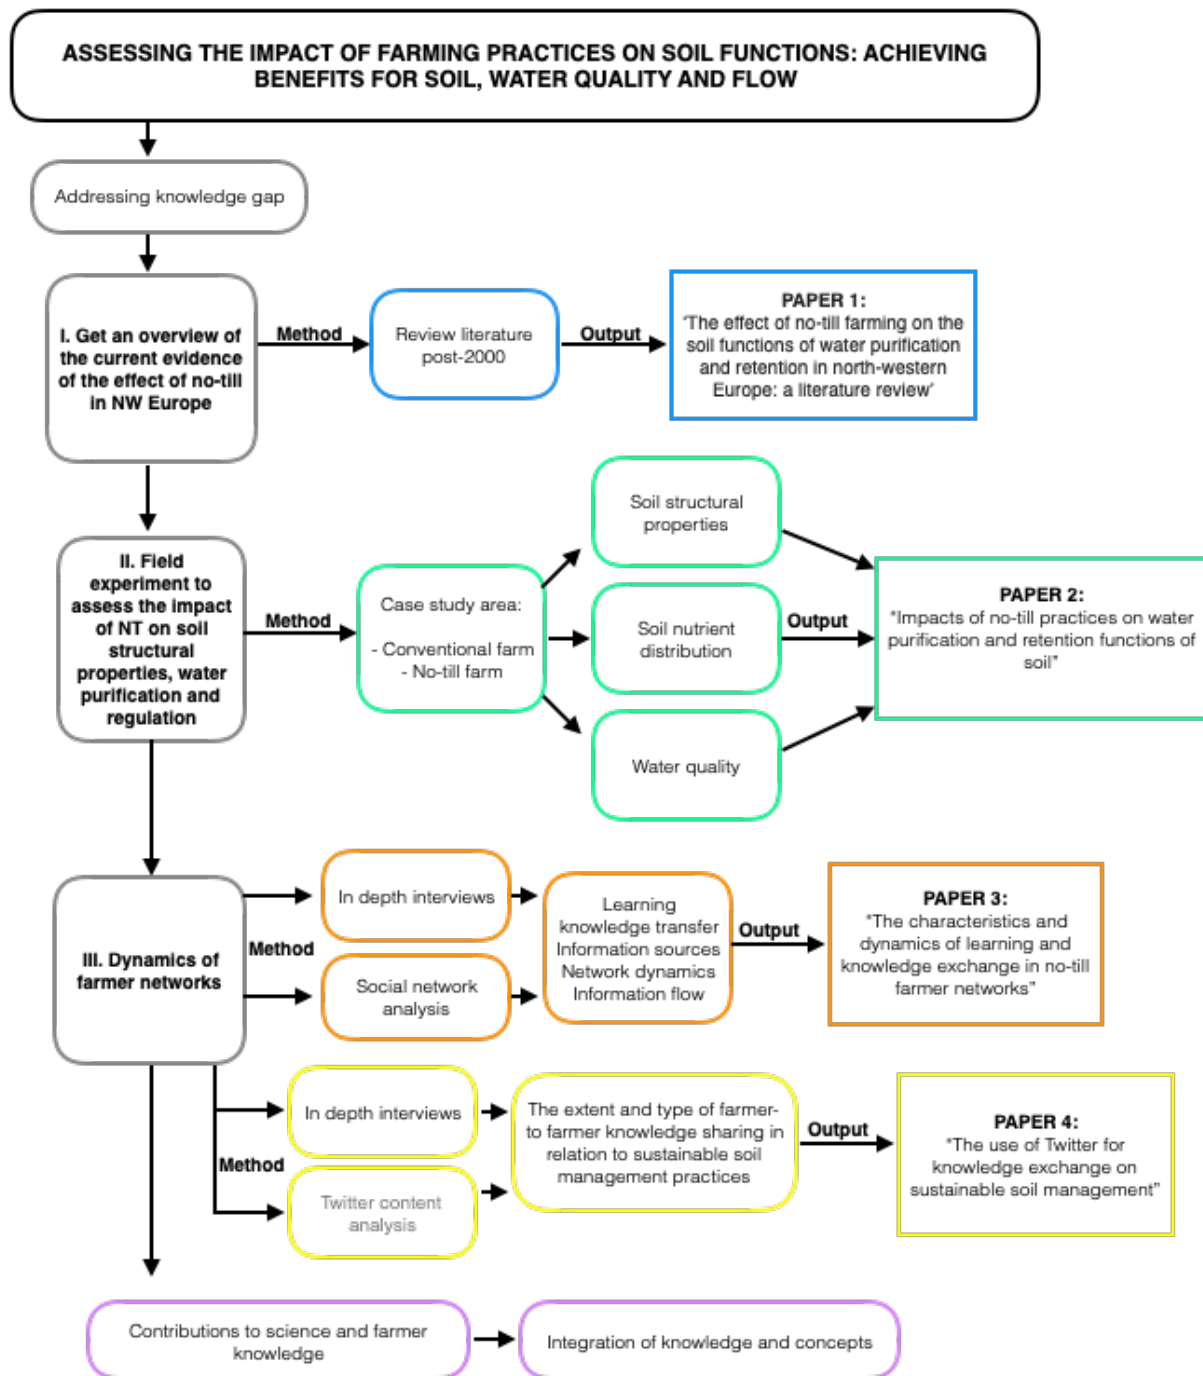 ASSESSING THE IMPACT OF FARMING PRACTICES ON SOIL FUNCTIONS: ACHIEVING
BENEFITS FOR SOIL, WATER QUALITY AND FLOW
Addressing knowledge gap
I. Get an overview of
the current evidence
of the effect of no-till
in NW Europe
Method
Review literature
post-2000
Output
PAPER 1:
'The effect of no-till farming on the
soil functions of water purification
and retention in north-western
Europe: a literature review'
II. Field
experiment to
assess the impact
of NT on soil
structural
properties, water
purification and
regulation
Method
Case study area:
- Conventional farm
- No-till farm
Soil structural
properties
Soil nutrient
distribution
Water quality
Output
PAPER 2:
"Impacts of no-till practices on water
purification and retention functions of
soil"
III. Dynamics of
farmer networks
Method
In depth interviews
Social network
analysis
Learning
knowledge transfer
Information sources
Network dynamics
Information flow
Output
PAPER 3:
"The characteristics and
dynamics of learning and
knowledge exchange in no-till
farmer networks"
Method
In depth interviews
Twitter content
analysis
The extent and type of farmer-
to farmer knowledge sharing in
relation to sustainable soil
management practices
Output
PAPER 4:
"The use of Twitter for
knowledge exchange on
sustainable soil management"
Contributions to science and farmer
knowledge
Integration of knowledge and concepts